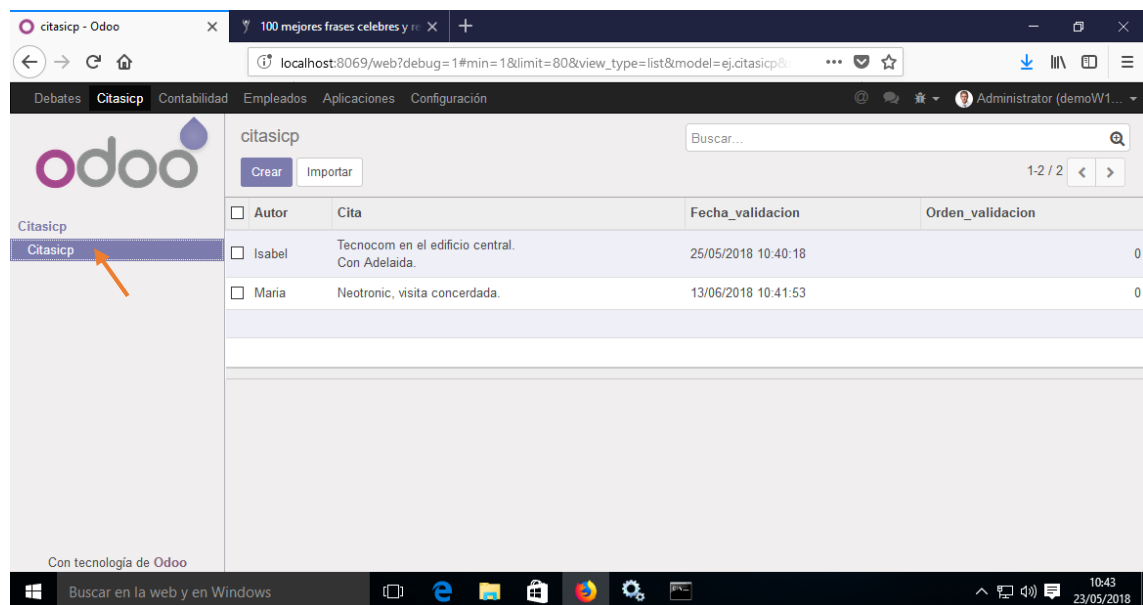 citasicp - Odoo
100 mejores frases celebres y
localhost:8069/web?debug=1#min=1&limit=80&view_type=list&model=ej.citasicp&
Debates Citasicp Contabilidad Empleados Aplicaciones Configuración @ Administrator (demoW1...
odoo
citasicp
Buscar...
Crear Importar
1-2 / 2
Citasicp
Citasicp
Autor Cita Fecha_validacion Orden_validacion
Isabel Tecnocom en el edificio central. 25/05/2018 10:40:18 0
Con Adelaida.
Maria Neotronic, visita concerdada. 13/06/2018 10:41:53 0
Con tecnología de Odoo
Buscar en la web y en Windows
10:43
23/05/2018